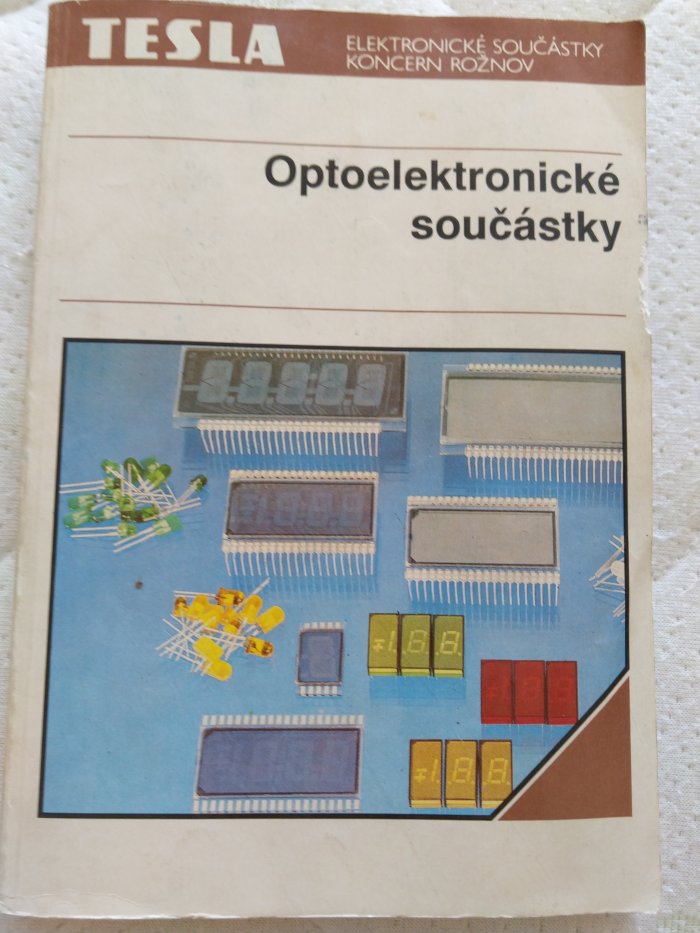 TESLA
ELEKTRONICKÉ SOUČÁSTKY
KONCERN ROŽNOV
Optoelektronické
součástky